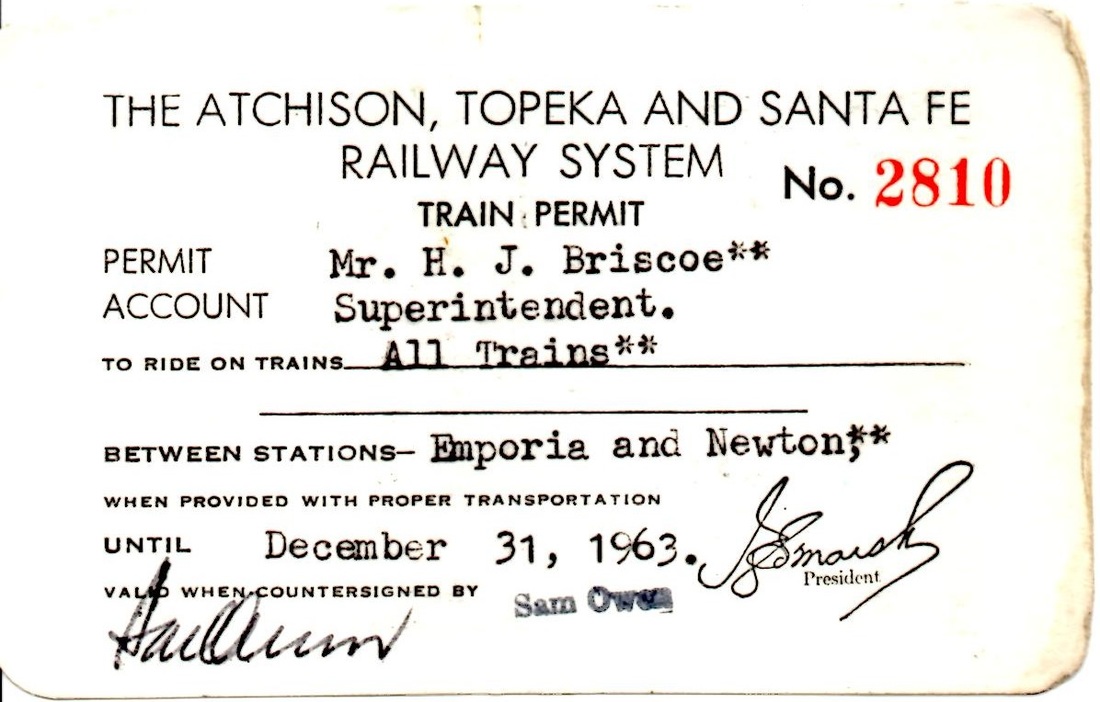 THE ATCHISON, TOPEKA AND SANTA FE
RAILWAY SYSTEM
No. 2810
TRAIN PERMIT
PERMIT Mr. H. J. Briscoe**
ACCOUNT Superintendent.
TO RIDE ON TRAINS All Trains**
BETWEEN STATIONS— Emporia and Newton,**
WHEN PROVIDED WITH PROPER TRANSPORTATION
UNTIL December 31, 1963.
President
VALID WHEN COUNTERSIGNED BY Sam Owen